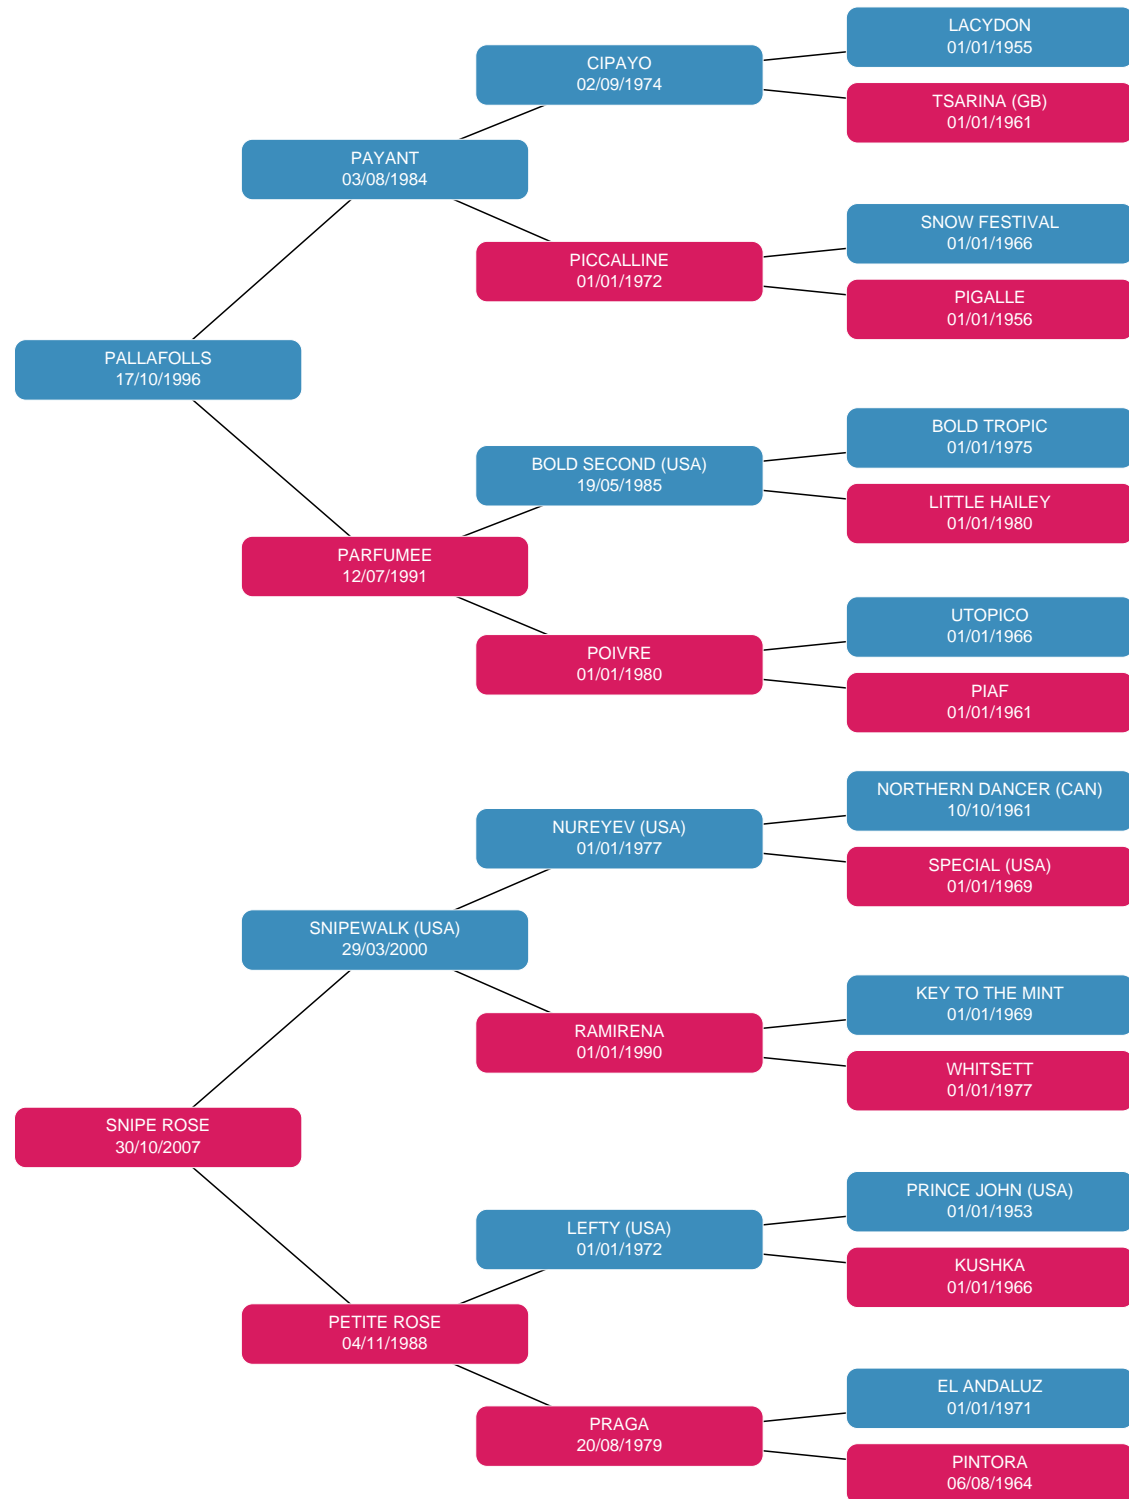 LACYDON
01/01/1955
CIPAYO
02/09/1974
TSARINA (GB)
01/01/1961
PAYANT
03/08/1984
SNOW FESTIVAL
01/01/1966
PICCALLINE
01/01/1972
PIGALLE
01/01/1956
PALLAFOLLS
17/10/1996
BOLD TROPIC
01/01/1975
BOLD SECOND (USA)
19/05/1985
LITTLE HAILEY
01/01/1980
PARFUMEE
12/07/1991
UTOPICO
01/01/1966
POIVRE
01/01/1980
PIAF
01/01/1961
NORTHERN DANCER (CAN)
10/10/1961
NUREYEV (USA)
01/01/1977
SPECIAL (USA)
01/01/1969
SNIPEWALK (USA)
29/03/2000
KEY TO THE MINT
01/01/1969
RAMIRENA
01/01/1990
WHITSETT
01/01/1977
SNIPE ROSE
30/10/2007
PRINCE JOHN (USA)
01/01/1953
LEFTY (USA)
01/01/1972
KUSHKA
01/01/1966
PETITE ROSE
04/11/1988
EL ANDALUZ
01/01/1971
PRAGA
20/08/1979
PINTORA
06/08/1964